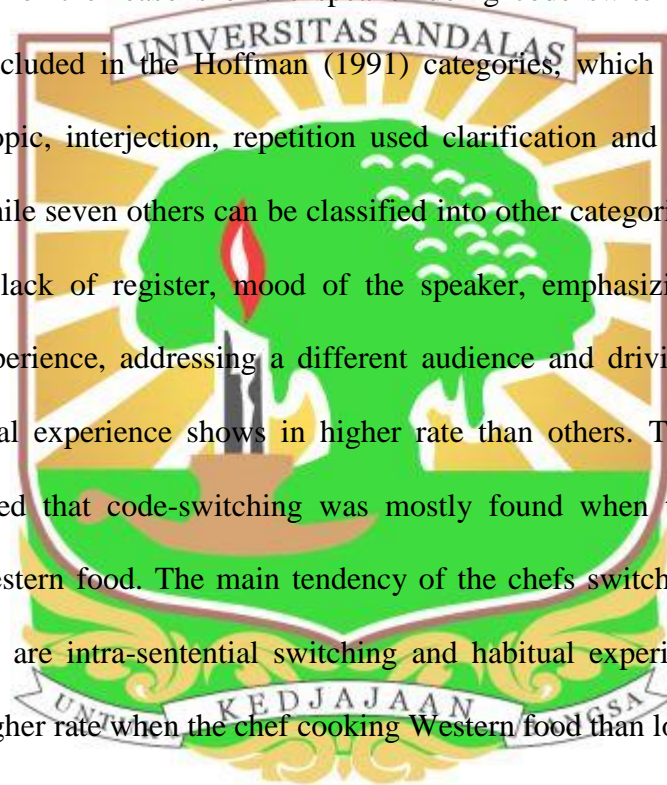 UNIVERSITAS ANDALAS
cluded in the Hoffman (1991) categories, which
opic, interjection, repetition used clarification and
ile seven others can be classified into other categori
lack of register, mood of the speaker, emphasizi
perience, addressing a different audience and drivi
al experience shows in higher rate than others. T
ed that code-switching was mostly found when
estern food. The main tendency of the chefs switch
are intra-sentential switching and habitual experi
UNTUK KEDJAJAAN BANGSA
gher rate when the chef cooking Western food than lo